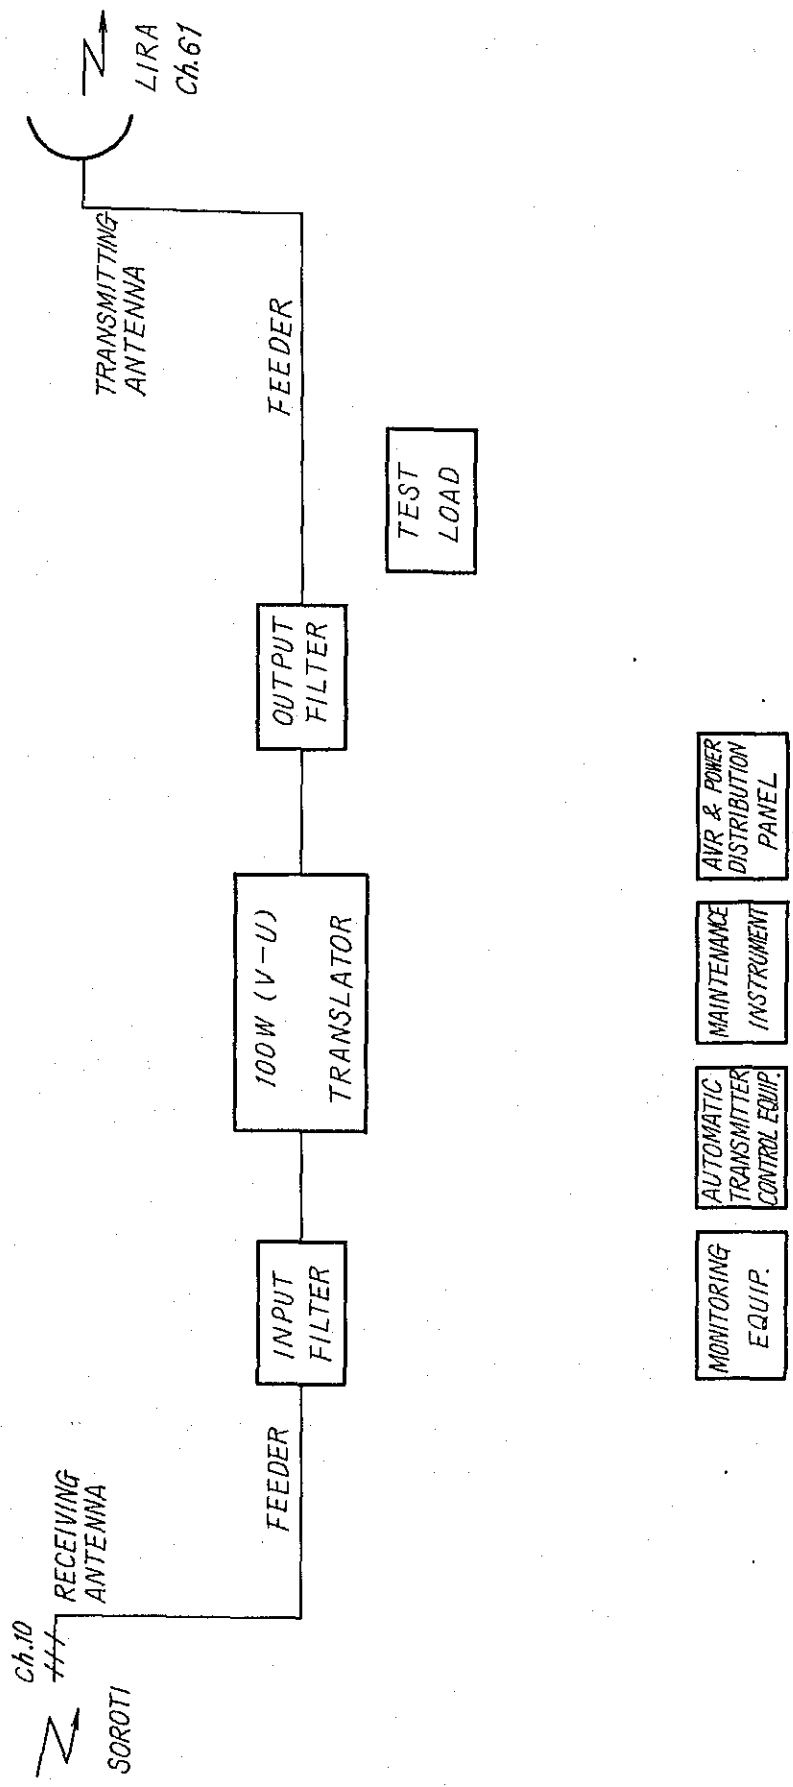 Ch.10
SOROTI
RECEIVING
ANTENNA
FEEDER
INPUT
FILTER
100W (V-U)
TRANSLATOR
OUTPUT
FILTER
FEEDER
TRANSMITTING
ANTENNA
LIRA
Ch.61
TEST
LOAD
MONITORING
EQUIP.
AUTOMATIC
TRANSMITTER
CONTROL EQUIP.
MAINTENANCE
INSTRUMENT
AVR & POWER
DISTRIBUTION
PANEL